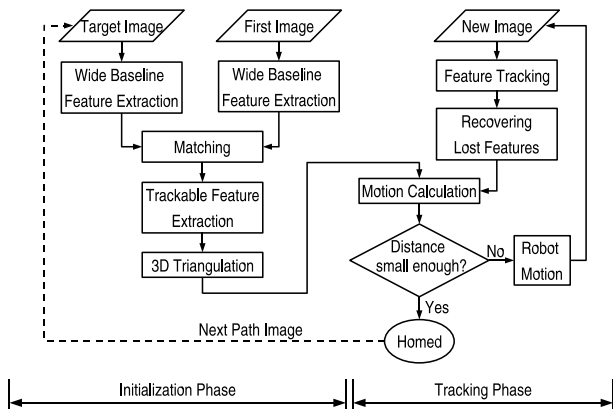 Target Image
First Image
New Image
Wide Baseline
Feature Extraction
Wide Baseline
Feature Extraction
Feature Tracking
Recovering
Lost Features
Matching
Trackable Feature
Extraction
Motion Calculation
3D Triangulation
Distance
small enough?
No
Robot
Motion
Yes
Next Path Image
Homed
Initialization Phase
Tracking Phase